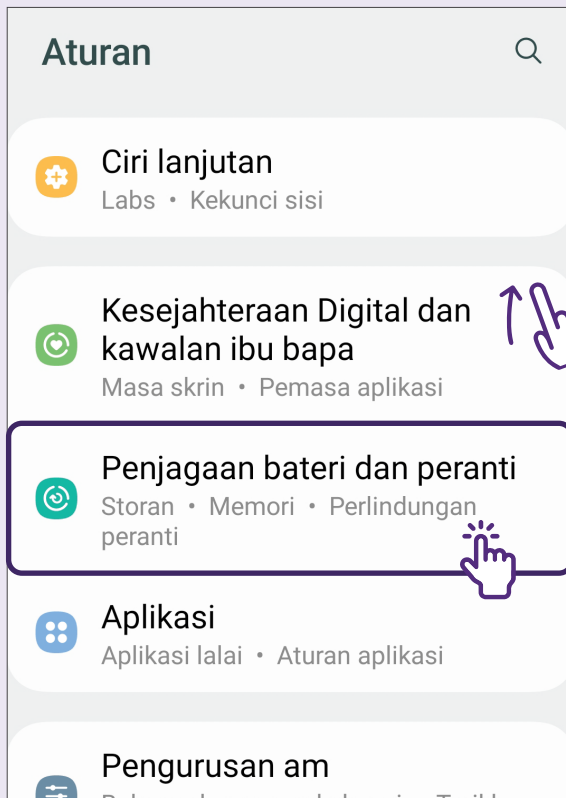 Aturan
Ciri lanjutan
Labs • Kekunci sisi
Kesejahteraan Digital dan
kawalan ibu bapa
Masa skrin • Pemasa aplikasi
Penjagaan bateri dan peranti
Storan • Memori • Perlindungan
peranti
Aplikasi
Aplikasi lalai • Aturan aplikasi
Pengurusan am